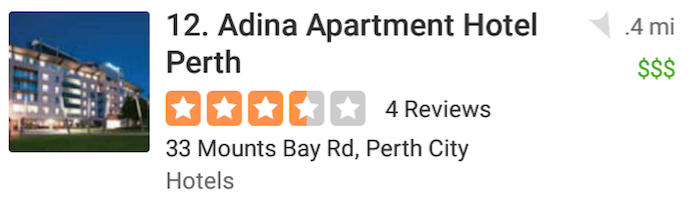 12. Adina Apartment Hotel
.4 mi
Perth
$$$
4 Reviews
33 Mounts Bay Rd, Perth City
Hotels